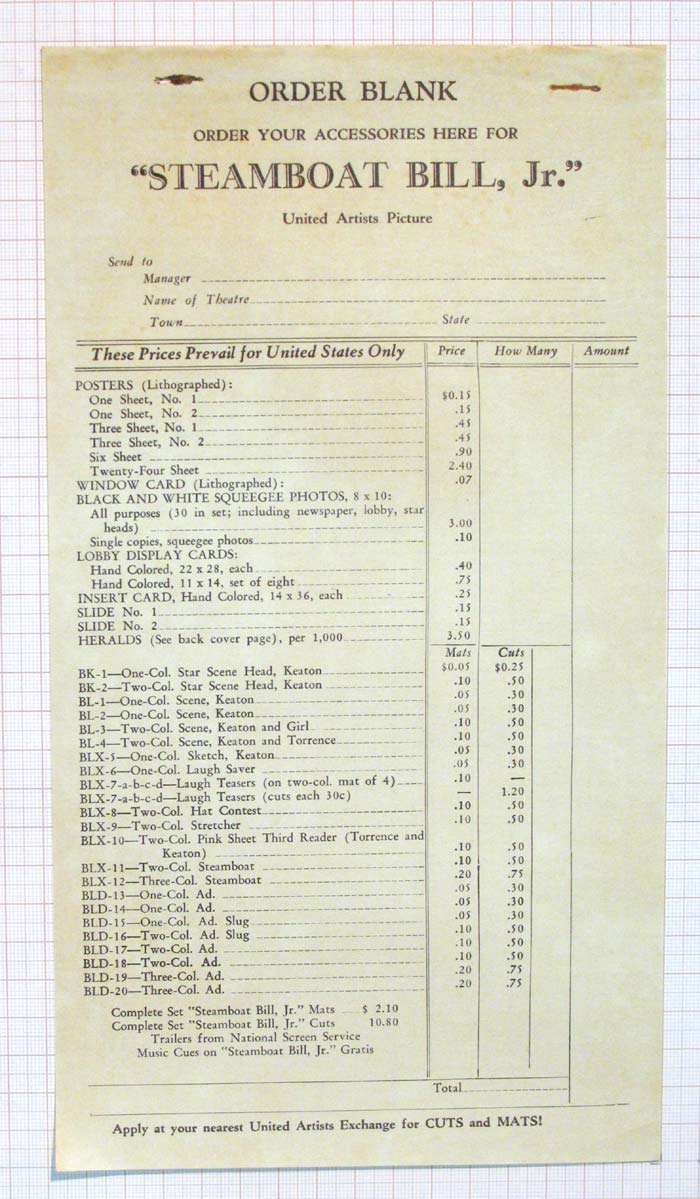 ORDER BLANK
ORDER YOUR ACCESSORIES HERE FOR
“STEAMBOAT BILL, Jr.”
United Artists Picture
Send to
Manager
Name of Theatre
Town State
These Prices Prevail for United States Only Price How Many Amount
POSTERS (Lithographed):
One Sheet, No. 1 $0.15
One Sheet, No. 2 .15
Three Sheet, No. 1 .45
Three Sheet, No. 2 .45
Six Sheet .90
Twenty-Four Sheet 2.40
WINDOW CARD (Lithographed): .07
BLACK AND WHITE SQUEEGEE PHOTOS, 8 x 10:
All purposes (30 in set; including newspaper, lobby, star
heads) 3.00
Single copies, squeegee photos .10
LOBBY DISPLAY CARDS:
Hand Colored, 22 x 28, each .40
Hand Colored, 11 x 14, set of eight .75
INSERT CARD, Hand Colored, 14 x 36, each .25
SLIDE No. 1 .15
SLIDE No. 2 .15
HERALDS (See back cover page), per 1,000 3.50
Mats Cuts
BK-1—One-Col. Star Scene Head, Keaton $0.05 $0.25
BK-2—Two-Col. Star Scene Head, Keaton .10 .50
BL-1—One-Col. Scene, Keaton .05 .30
BL-2—One-Col. Scene, Keaton .05 .30
BL-3—Two-Col. Scene, Keaton and Girl .10 .50
BL-4—Two-Col. Scene, Keaton and Torrence .10 .50
BLX-5—One-Col. Sketch, Keaton .05 .30
BLX-6—One-Col. Laugh Saver .05 .30
BLX-7-a-b-c-d—Laugh Teasers (on two-col. mat of 4) .10 —
BLX-7-a-b-c-d—Laugh Teasers (cuts each 30c) — 1.20
BLX-8—Two-Col. Hat Contest .10 .50
BLX-9—Two-Col. Stretcher .10 .50
BLX-10—Two-Col. Pink Sheet Third Reader (Torrence and
Keaton) .10 .50
BLX-11—Two-Col. Steamboat .10 .50
BLX-12—Three-Col. Steamboat .20 .75
BLD-13—One-Col. Ad. .05 .30
BLD-14—One-Col. Ad. .05 .30
BLD-15—One-Col. Ad. Slug .05 .30
BLD-16—Two-Col. Ad. Slug .10 .50
BLD-17—Two-Col. Ad. .10 .50
BLD-18—Two-Col. Ad. .10 .50
BLD-19—Three-Col. Ad. .20 .75
BLD-20—Three-Col. Ad. .20 .75
Complete Set "Steamboat Bill, Jr." Mats $ 2.10
Complete Set "Steamboat Bill, Jr." Cuts 10.80
Trailers from National Screen Service
Music Cues on "Steamboat Bill, Jr." Gratis
Total
Apply at your nearest United Artists Exchange for CUTS and MATS!